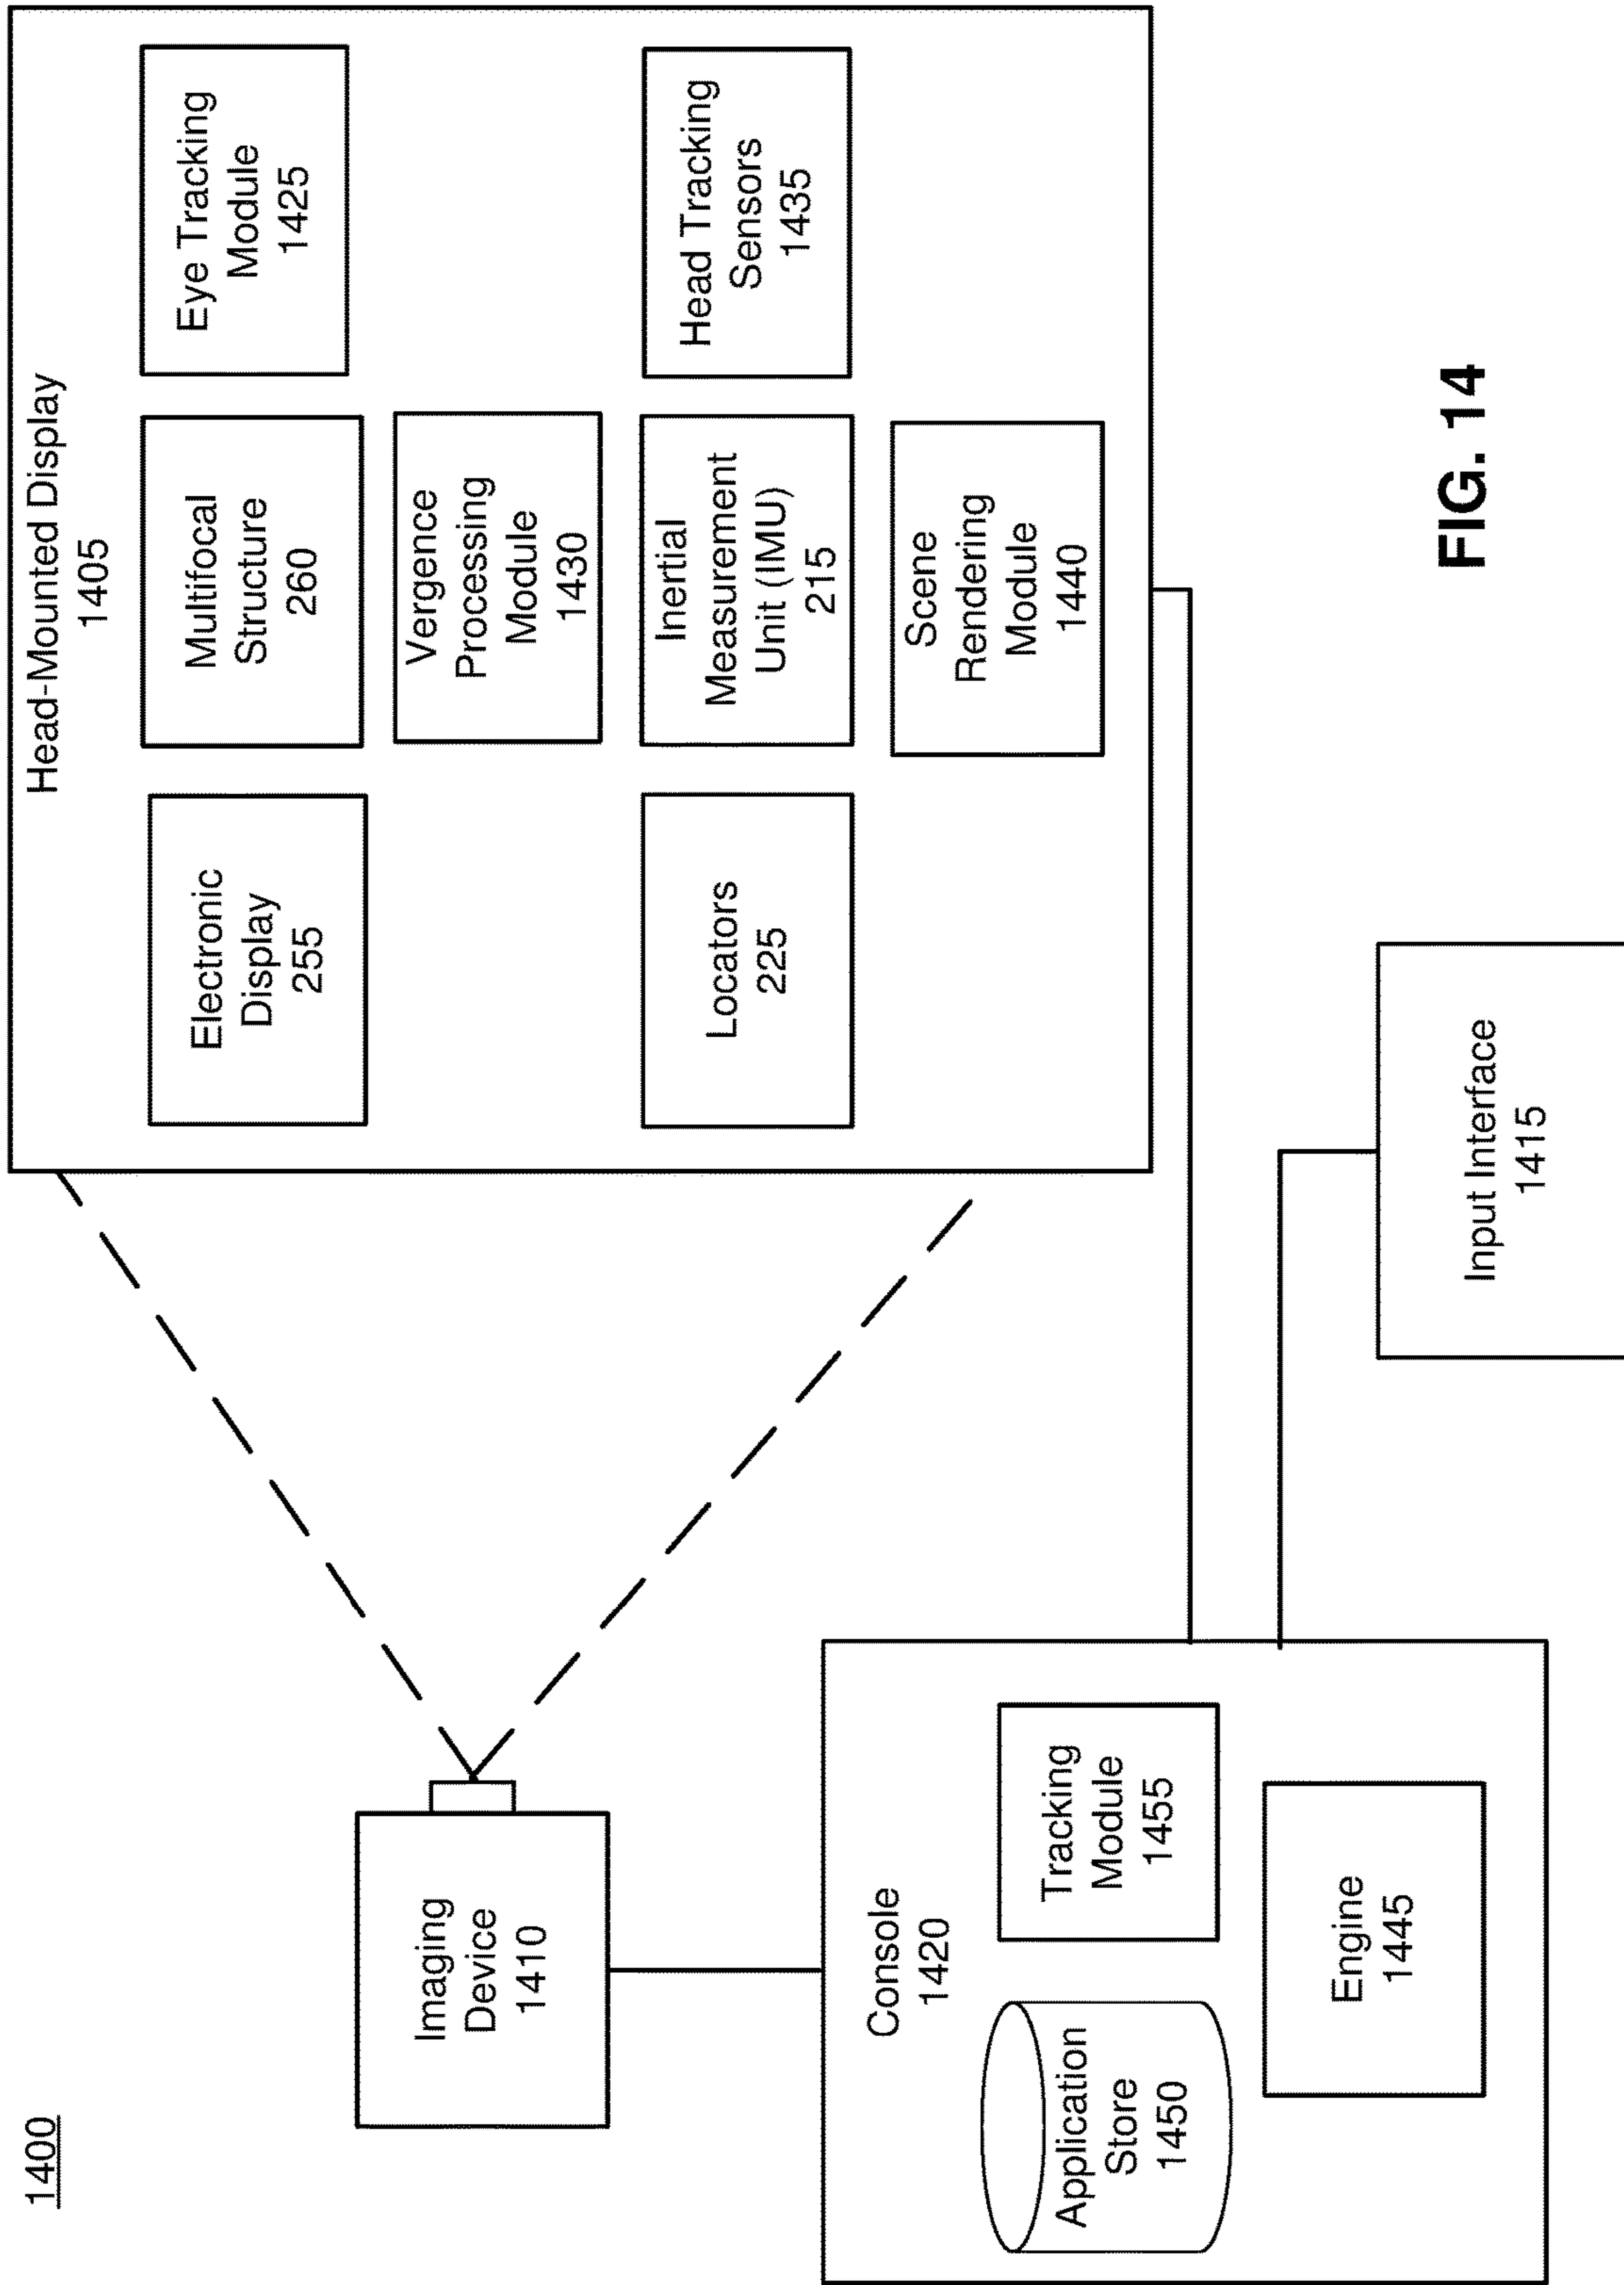 1400
Head-Mounted Display
1405
Electronic
Display
255
Multifocal
Structure
260
Eye Tracking
Module
1425
Vergence
Processing
Module
1430
Locators
225
Inertial
Measurement
Unit (IMU)
215
Head Tracking
Sensors
1435
Scene
Rendering
Module
1440
Imaging
Device
1410
Console
1420
Application
Store
1450
Tracking
Module
1455
Engine
1445
Input Interface
1415
FIG. 14